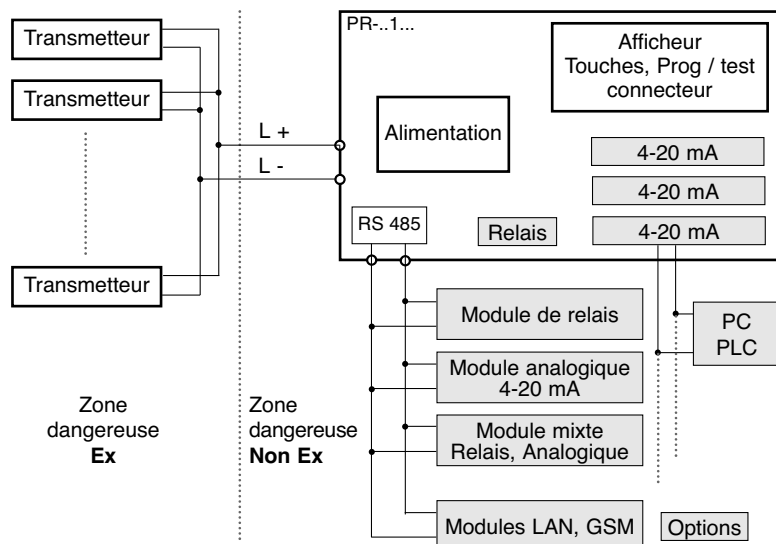 Transmetteur
Transmetteur
Transmetteur
L +
L -
PR-..1...
Afficheur
Touches, Prog / test
connecteur
Alimentation
4-20 mA
4-20 mA
4-20 mA
RS 485
Relais
Module de relais
PC
PLC
Module analogique
4-20 mA
Module mixte
Relais, Analogique
Modules LAN, GSM
Options
Zone
dangereuse
Ex
Zone
dangereuse
Non Ex